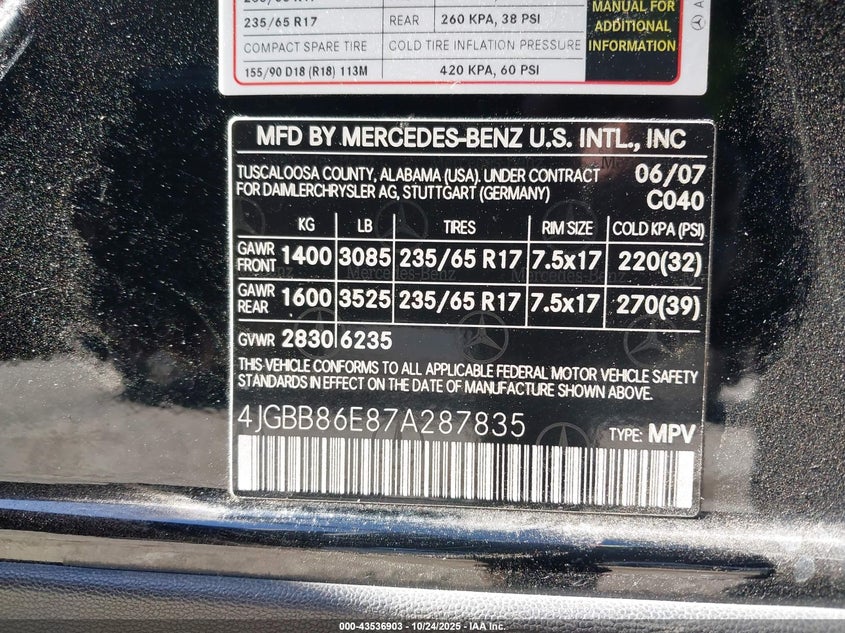 235/65 R17 REAR 260 KPA, 38 PSI
COMPACT SPARE TIRE COLD TIRE INFLATION PRESSURE
155/90 D18 (R18) 113M 420 KPA, 60 PSI
MANUAL FOR
ADDITIONAL
INFORMATION
MFD BY MERCEDES-BENZ U.S. INTL., INC
TUSCALOOSA COUNTY, ALABAMA (USA). UNDER CONTRACT 06/07
FOR DAIMLERCHRYSLER AG, STUTTGART (GERMANY) C040
KG LB TIRES RIM SIZE COLD KPA (PSI)
GAWR FRONT 1400 3085 235/65 R17 7.5x17 220(32)
GAWR REAR 1600 3525 235/65 R17 7.5x17 270(39)
GVWR 2830 6235
THIS VEHICLE CONFORMS TO ALL APPLICABLE FEDERAL MOTOR VEHICLE SAFETY
STANDARDS IN EFFECT ON THE DATE OF MANUFACTURE SHOWN ABOVE.
4JGBB86E87A287835 TYPE: MPV
000-43536903 - 10/24/2025 - IAA Inc.